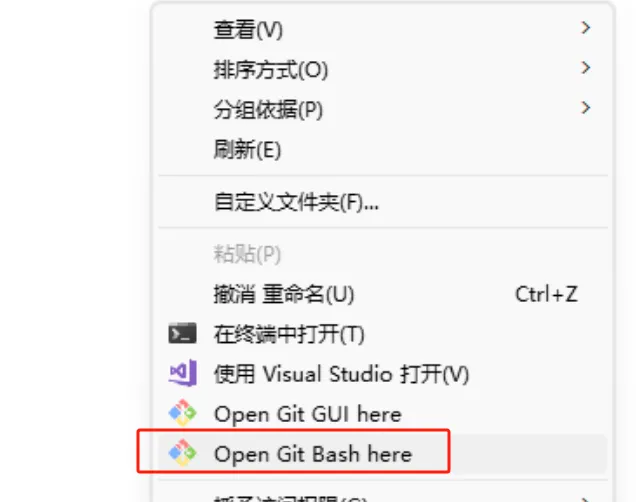 查看(V)
排序方式(O)
分组依据(P)
刷新(E)
自定义文件夹(F)...
粘贴(P)
撤消 重命名(U) Ctrl+Z
在终端中打开(T)
使用 Visual Studio 打开(V)
Open Git GUI here
Open Git Bash here